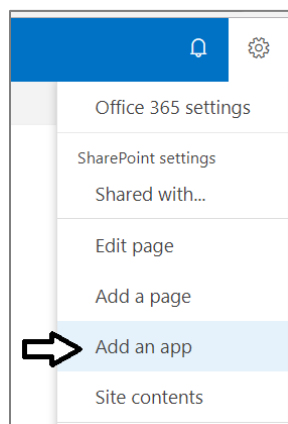 Office 365 settings
SharePoint settings
Shared with...
Edit page
Add a page
Add an app
Site contents